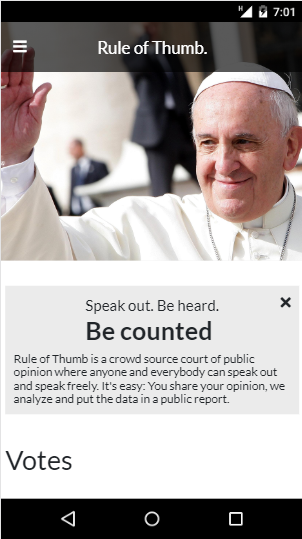 H 7:01
Rule of Thumb.
Speak out. Be heard.
Be counted
Rule of Thumb is a crowd source court of public
opinion where anyone and everybody can speak out
and speak freely. It's easy: You share your opinion, we
analyze and put the data in a public report.
Votes